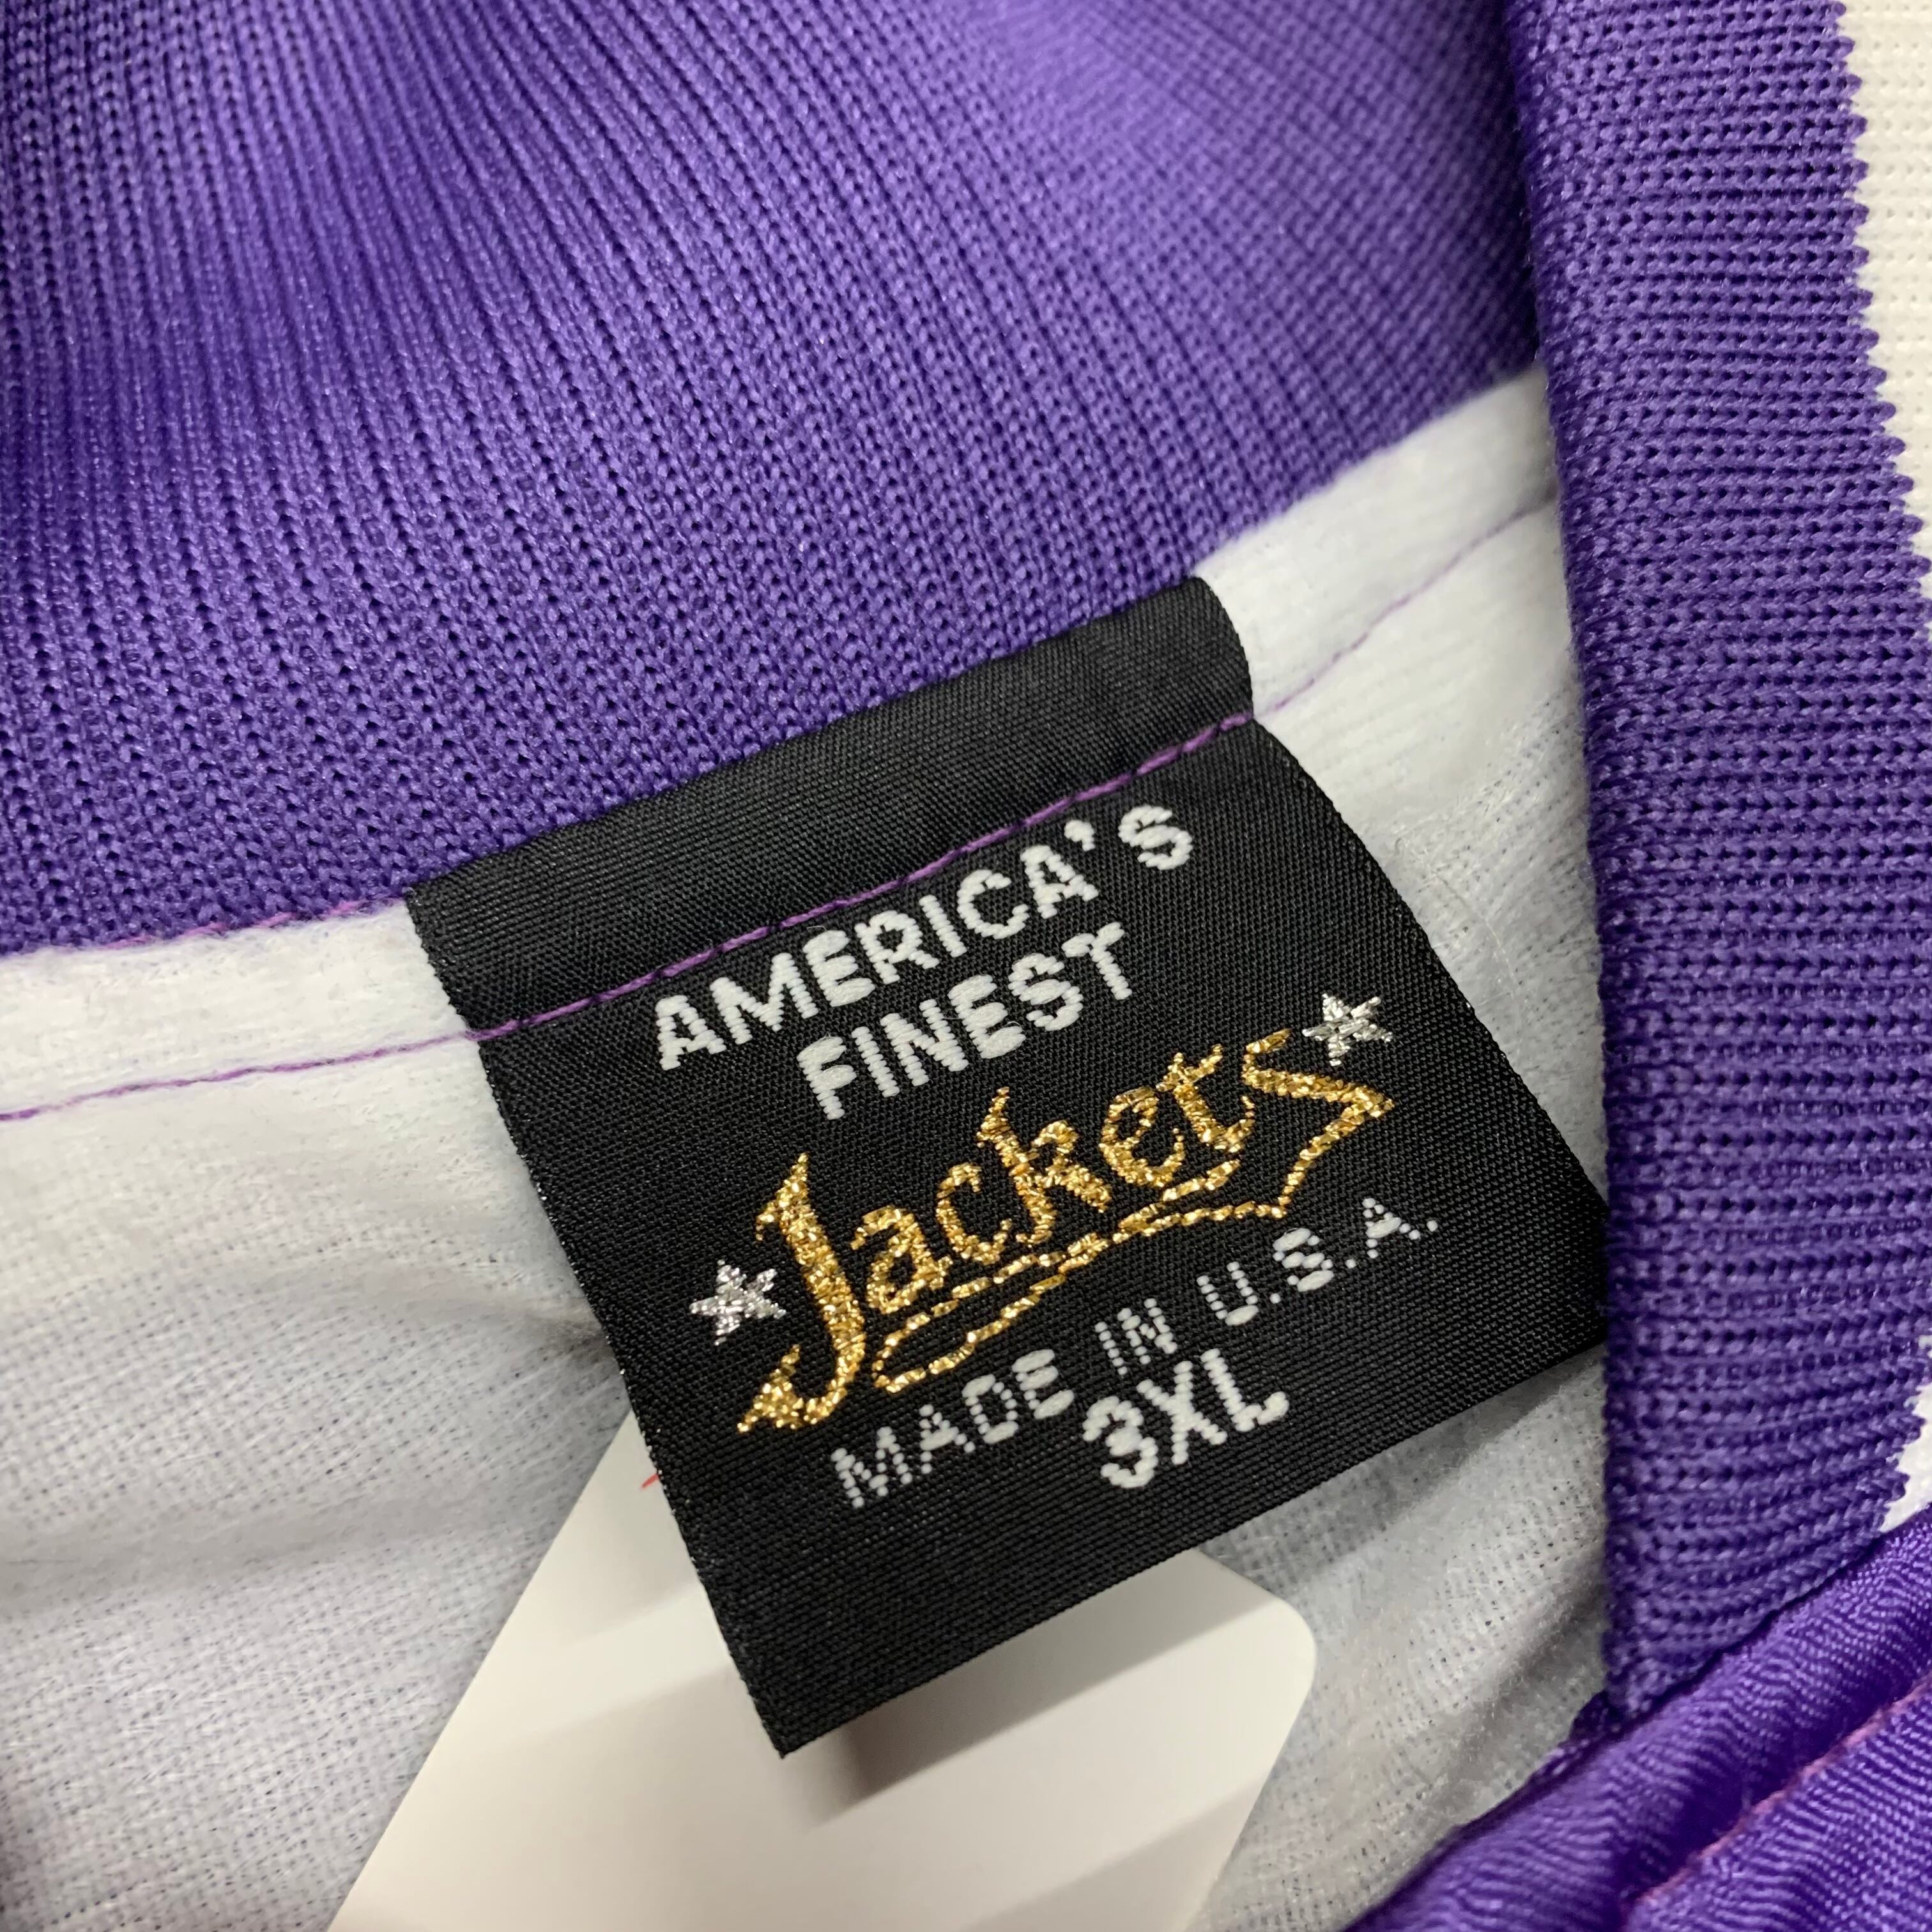 AMERICA'S
FINEST
Jackets
MADE IN U.S.A.
3XL